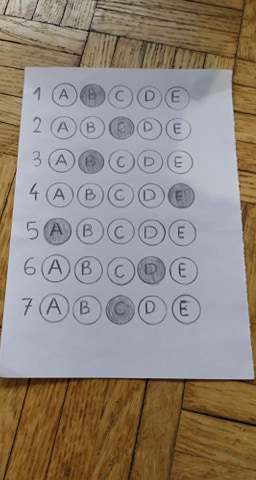 1 A B C D E
2 A B C D E
3 A B C D E
4 A B C D E
5 A B C D E
6 A B C D E
7 A B C D E